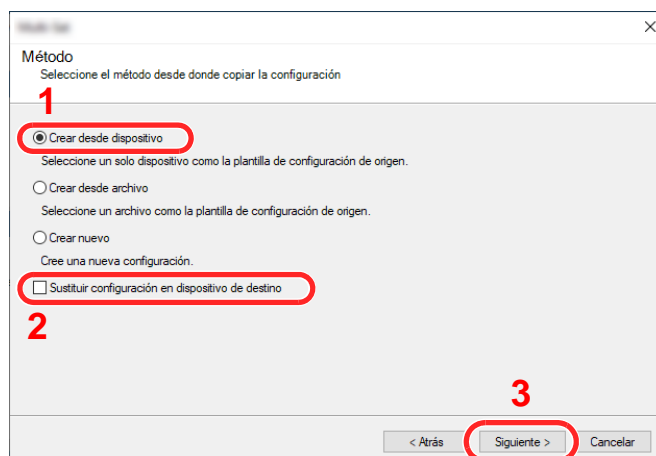 Método
Seleccione el método desde donde copiar la configuración
1
Crear desde dispositivo
Seleccione un solo dispositivo como la plantilla de configuración de origen.
Crear desde archivo
Seleccione un archivo como la plantilla de configuración de origen.
Crear nuevo
Cree una nueva configuración.
Sustituir configuración en dispositivo de destino
2
3
< Atrás Siguiente > Cancelar